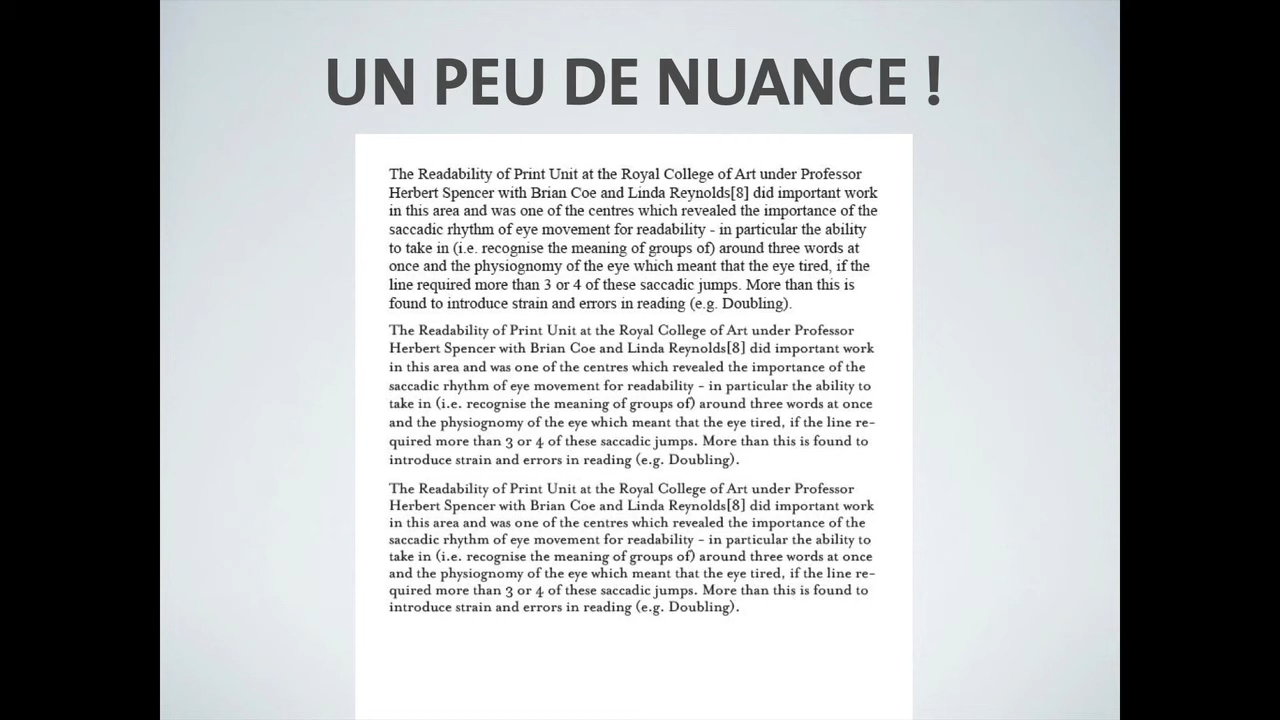 UN PEU DE NUANCE !
The Readability of Print Unit at the Royal College of Art under Professor
Herbert Spencer with Brian Coe and Linda Reynolds[8] did important work
in this area and was one of the centres which revealed the importance of the
saccadic rhythm of eye movement for readability - in particular the ability
to take in (i.e. recognise the meaning of groups of) around three words at
once and the physiognomy of the eye which meant that the eye tired, if the
line required more than 3 or 4 of these saccadic jumps. More than this is
found to introduce strain and errors in reading (e.g. Doubling).
The Readability of Print Unit at the Royal College of Art under Professor
Herbert Spencer with Brian Coe and Linda Reynolds[8] did important work
in this area and was one of the centres which revealed the importance of the
saccadic rhythm of eye movement for readability - in particular the ability to
take in (i.e. recognise the meaning of groups of) around three words at once
and the physiognomy of the eye which meant that the eye tired, if the line re-
quired more than 3 or 4 of these saccadic jumps. More than this is found to
introduce strain and errors in reading (e.g. Doubling).
The Readability of Print Unit at the Royal College of Art under Professor
Herbert Spencer with Brian Coe and Linda Reynolds[8] did important work
in this area and was one of the centres which revealed the importance of the
saccadic rhythm of eye movement for readability - in particular the ability to
take in (i.e. recognise the meaning of groups of) around three words at once
and the physiognomy of the eye which meant that the eye tired, if the line re-
quired more than 3 or 4 of these saccadic jumps. More than this is found to
introduce strain and errors in reading (e.g. Doubling).